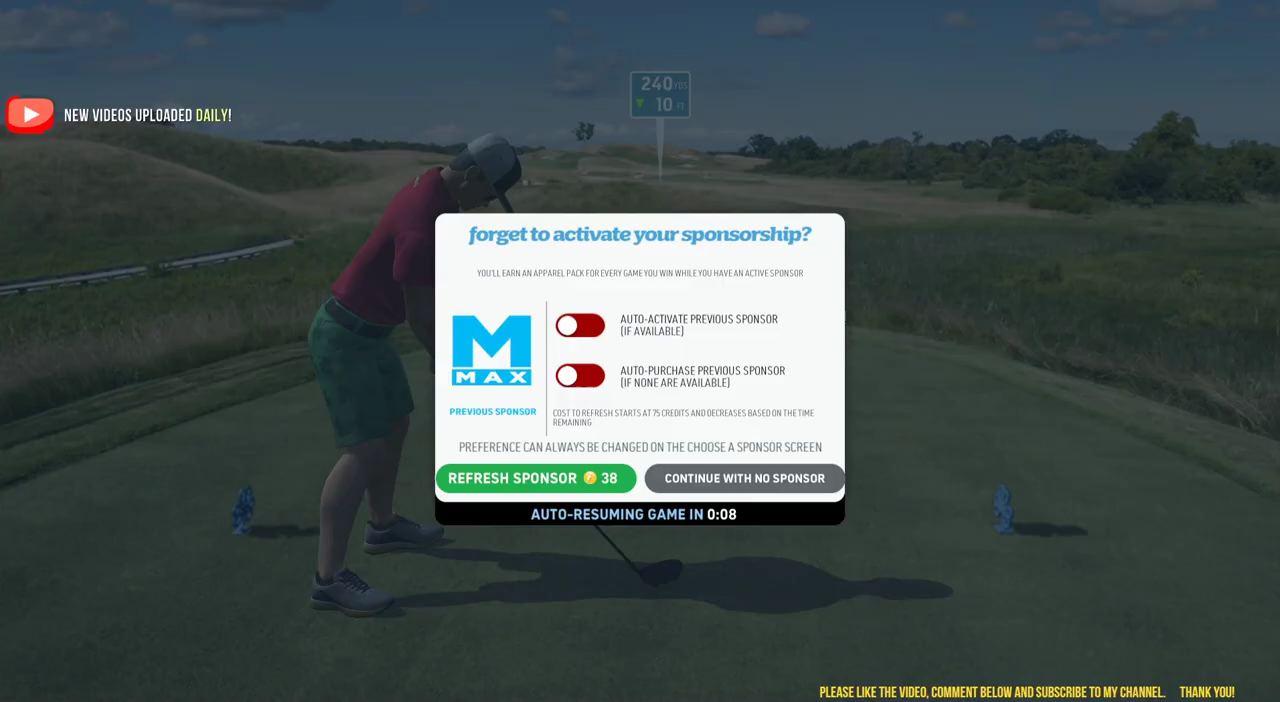 240 YDS
10 FT
NEW VIDEOS UPLOADED DAILY!
forget to activate your sponsorship?
YOU'LL EARN AN APPAREL PACK FOR EVERY GAME YOU WIN WHILE YOU HAVE AN ACTIVE SPONSOR
M
MAX
PREVIOUS SPONSOR
AUTO-ACTIVATE PREVIOUS SPONSOR
(IF AVAILABLE)
AUTO-PURCHASE PREVIOUS SPONSOR
(IF NONE ARE AVAILABLE)
COST TO REFRESH STARTS AT 75 CREDITS AND DECREASES BASED ON THE TIME
REMAINING
PREFERENCE CAN ALWAYS BE CHANGED ON THE CHOOSE A SPONSOR SCREEN
REFRESH SPONSOR 38
CONTINUE WITH NO SPONSOR
AUTO-RESUMING GAME IN 0:08
PLEASE LIKE THE VIDEO, COMMENT BELOW AND SUBSCRIBE TO MY CHANNEL. THANK YOU!